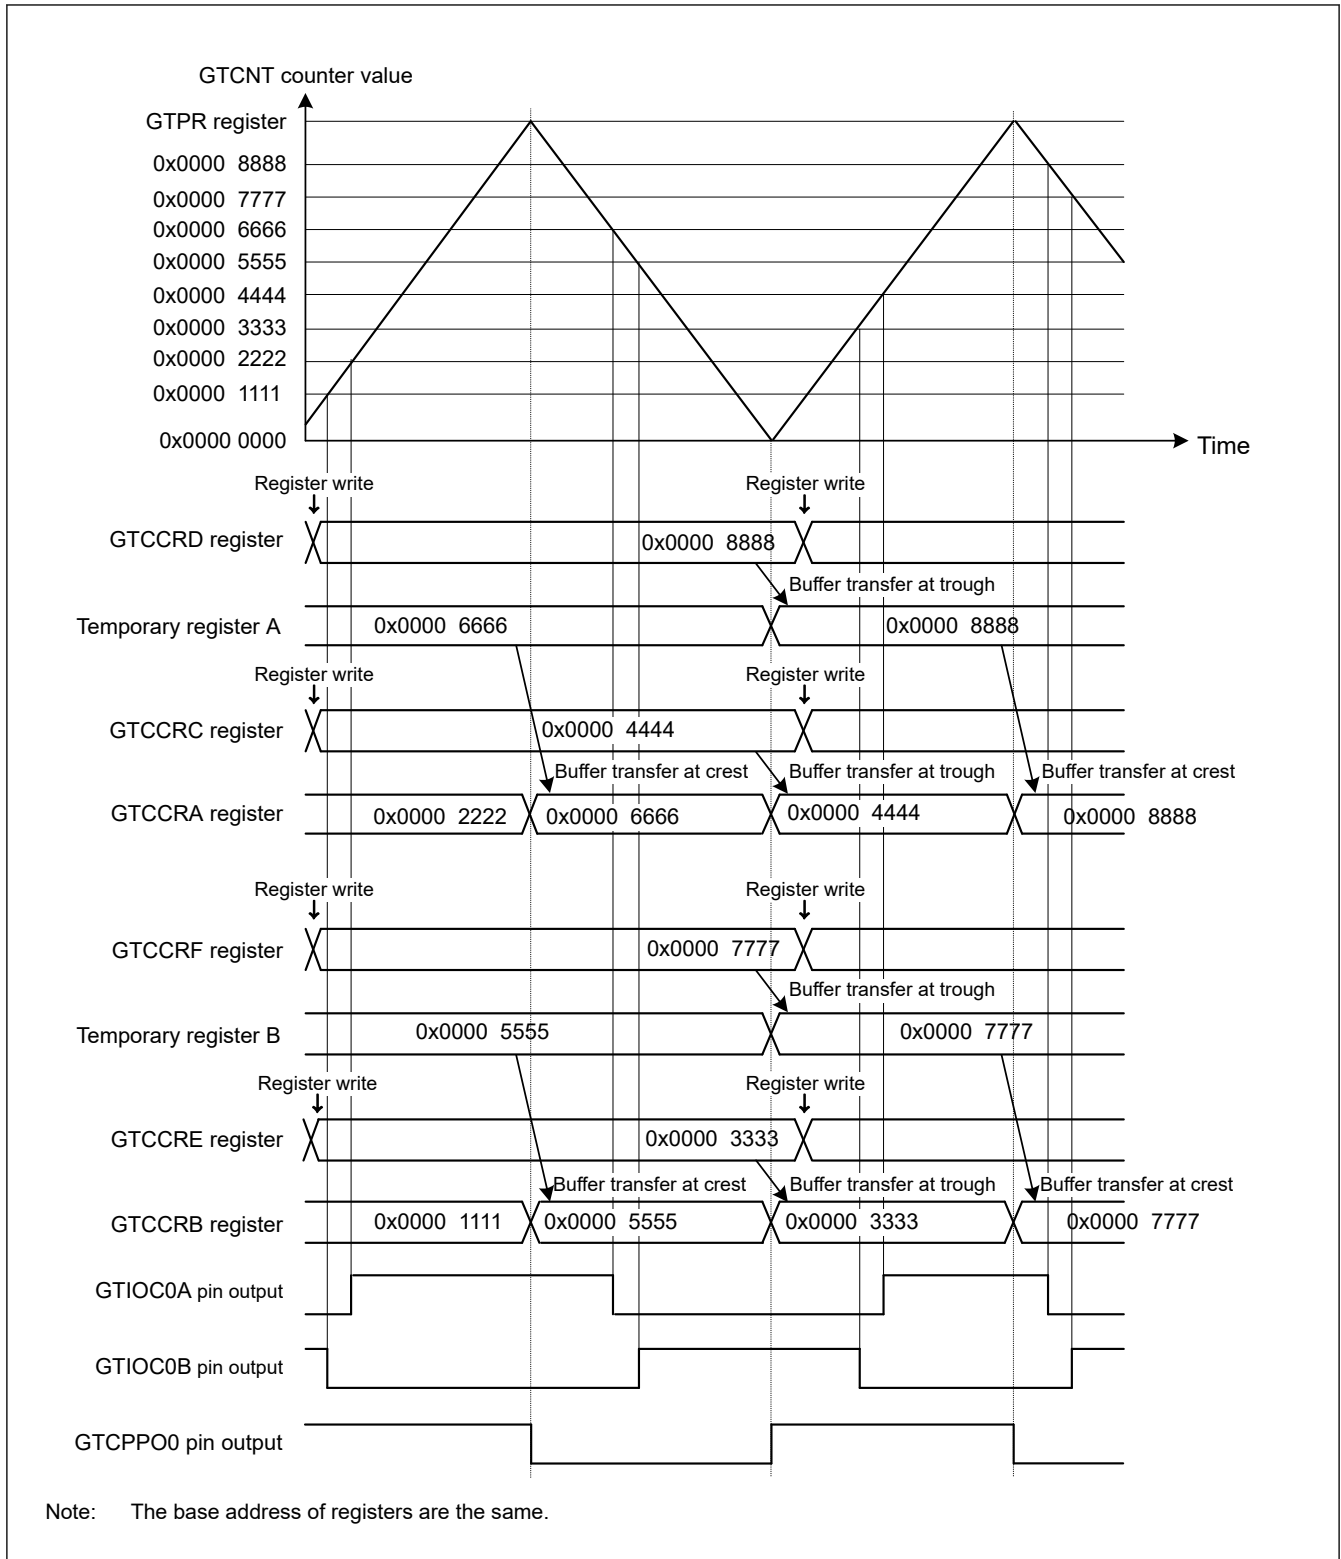 GTCNT counter value
GTPR register
0x0000 8888
0x0000 7777
0x0000 6666
0x0000 5555
0x0000 4444
0x0000 3333
0x0000 2222
0x0000 1111
0x0000 0000
Time
Register write Register write
GTCCRD register 0x0000 8888
Buffer transfer at trough
Temporary register A 0x0000 6666 0x0000 8888
Register write Register write
GTCCRC register 0x0000 4444
Buffer transfer at crest Buffer transfer at trough Buffer transfer at crest
GTCCRA register 0x0000 2222 0x0000 6666 0x0000 4444 0x0000 8888
Register write Register write
GTCCRF register 0x0000 7777
Buffer transfer at trough
Temporary register B 0x0000 5555 0x0000 7777
Register write Register write
GTCCRE register 0x0000 3333
Buffer transfer at crest Buffer transfer at trough Buffer transfer at crest
GTCCRB register 0x0000 1111 0x0000 5555 0x0000 3333 0x0000 7777
GTIOC0A pin output
GTIOC0B pin output
GTCPPO0 pin output
Note: The base address of registers are the same.